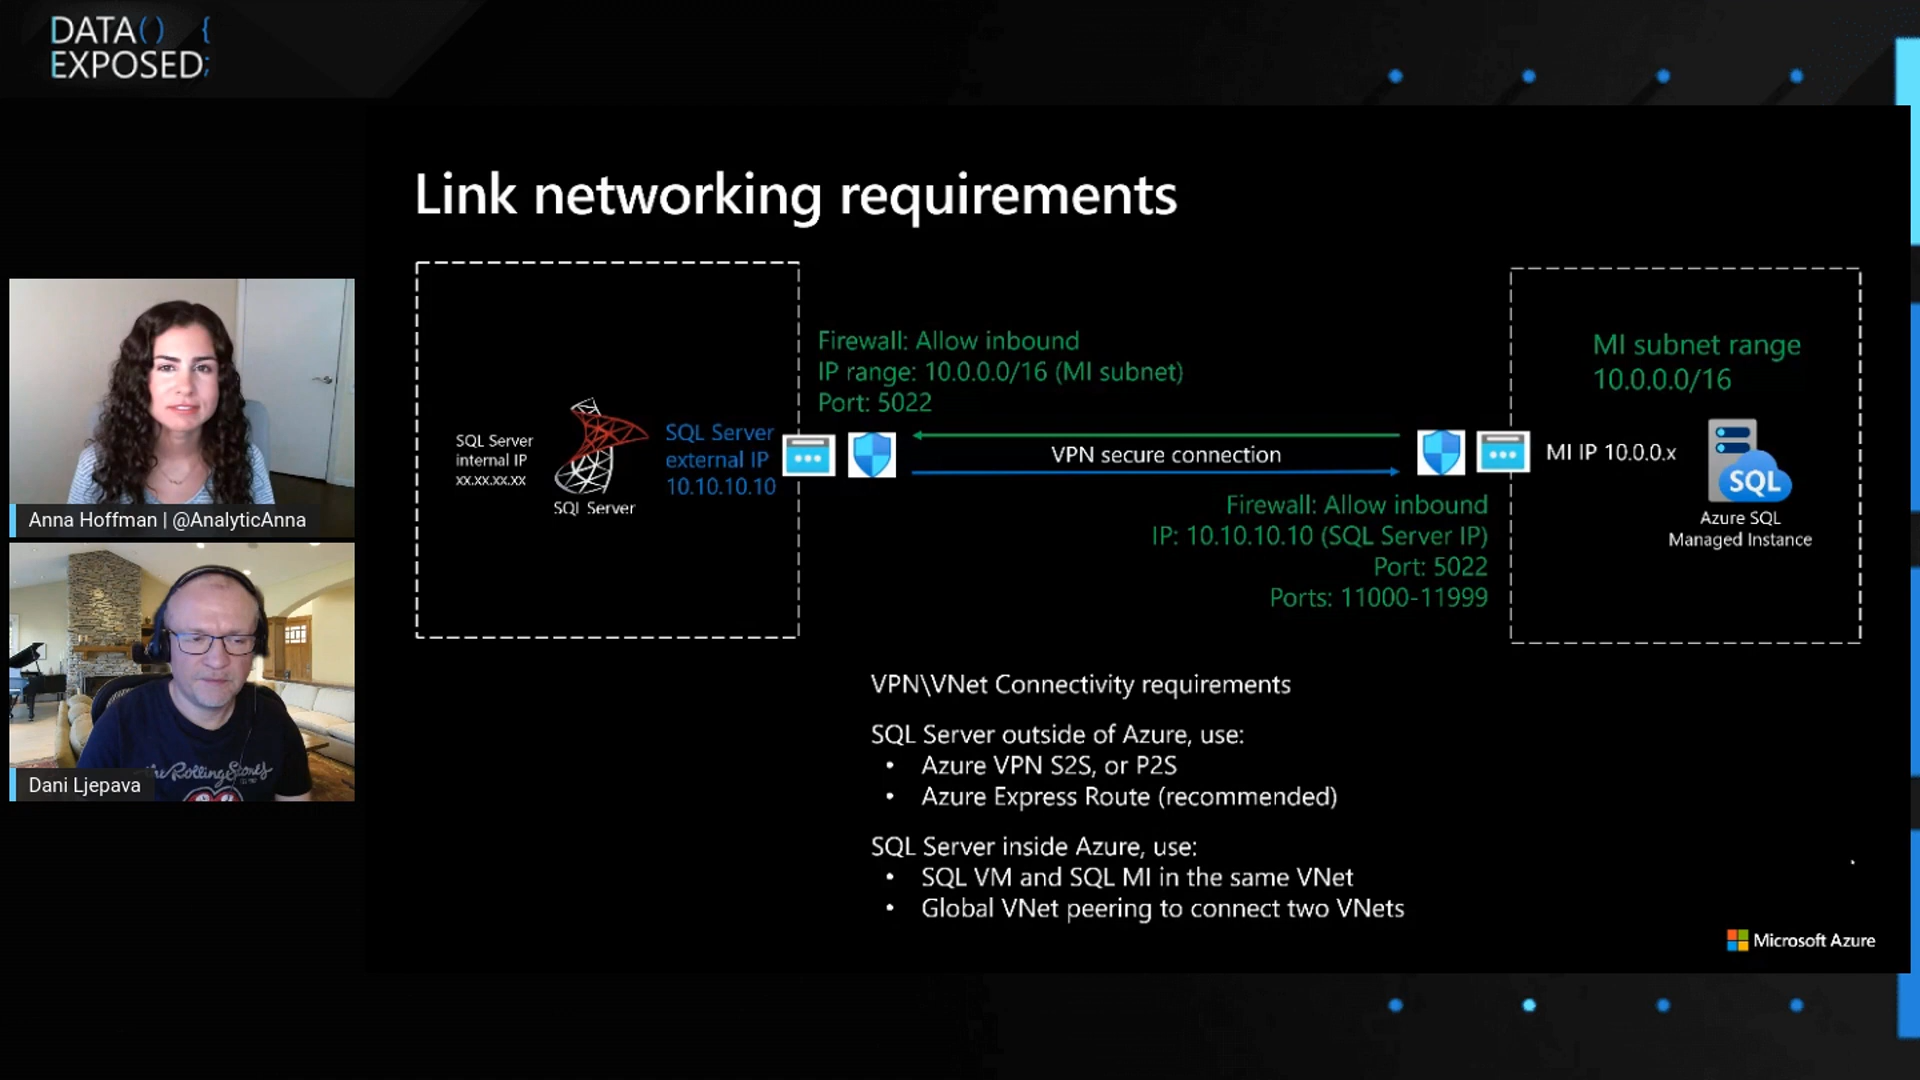 DATA() {
EXPOSED;
Link networking requirements
Firewall: Allow inbound
IP range: 10.0.0.0/16 (MI subnet)
Port: 5022
MI subnet range
10.0.0.0/16
SQL Server
internal IP
xx.xx.xx.xx
SQL Server
SQL Server
external IP
10.10.10.10
VPN secure connection
MI IP 10.0.0.x
SQL
Azure SQL
Managed Instance
Firewall: Allow inbound
IP: 10.10.10.10 (SQL Server IP)
Port: 5022
Ports: 11000-11999
Anna Hoffman | @AnalyticAnna
the Rolling Stones
Dani Ljepava
VPN\VNet Connectivity requirements
SQL Server outside of Azure, use:
• Azure VPN S2S, or P2S
• Azure Express Route (recommended)
SQL Server inside Azure, use:
• SQL VM and SQL MI in the same VNet
• Global VNet peering to connect two VNets
Microsoft Azure